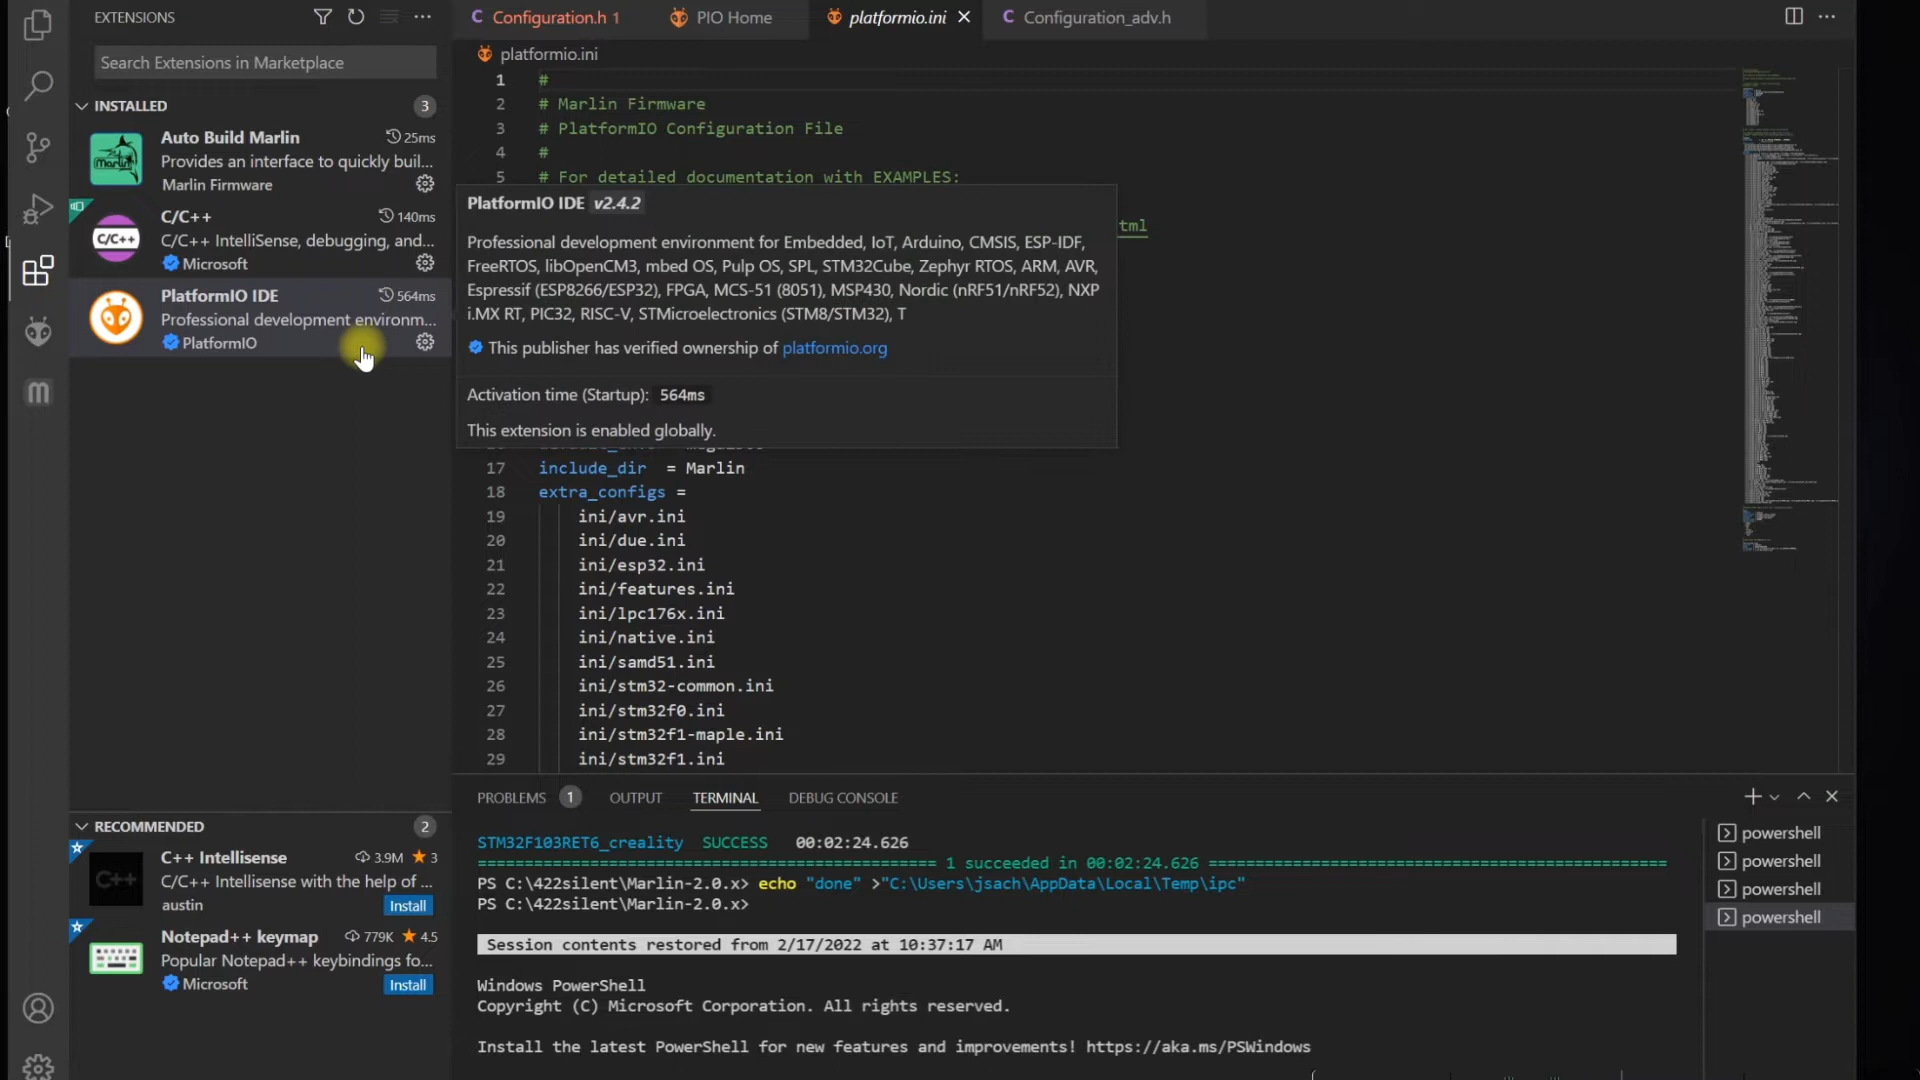 EXTENSIONS
Search Extensions in Marketplace
INSTALLED 3
Auto Build Marlin 25ms
Provides an interface to quickly buil...
Marlin Firmware
C/C++ 140ms
C/C++ IntelliSense, debugging, and...
Microsoft
PlatformIO IDE 564ms
Professional development environm...
PlatformIO
RECOMMENDED 2
C++ Intellisense 3.9M 3
C/C++ Intellisense with the help of ...
austin Install
Notepad++ keymap 779K 4.5
Popular Notepad++ keybindings fo...
Microsoft Install
Configuration.h 1 PIO Home platformio.ini Configuration_adv.h
platformio.ini
1 #
2 # Marlin Firmware
3 # PlatformIO Configuration File
4 #
5 # For detailed documentation with EXAMPLES:
tml
PlatformIO IDE v2.4.2
Professional development environment for Embedded, IoT, Arduino, CMSIS, ESP-IDF,
FreeRTOS, libOpenCM3, mbed OS, Pulp OS, SPL, STM32Cube, Zephyr RTOS, ARM, AVR,
Espressif (ESP8266/ESP32), FPGA, MCS-51 (8051), MSP430, Nordic (nRF51/nRF52), NXP
i.MX RT, PIC32, RISC-V, STMicroelectronics (STM8/STM32), T
This publisher has verified ownership of platformio.org
Activation time (Startup): 564ms
This extension is enabled globally.
17 include_dir = Marlin
18 extra_configs =
19 ini/avr.ini
20 ini/due.ini
21 ini/esp32.ini
22 ini/features.ini
23 ini/lpc176x.ini
24 ini/native.ini
25 ini/samd51.ini
26 ini/stm32-common.ini
27 ini/stm32f0.ini
28 ini/stm32f1-maple.ini
29 ini/stm32f1.ini
PROBLEMS 1 OUTPUT TERMINAL DEBUG CONSOLE
STM32F103RET6_creality SUCCESS 00:02:24.626
============================================ 1 succeeded in 00:02:24.626 ============================================
PS C:\422silent\Marlin-2.0.x> echo "done" >"C:\Users\jsach\AppData\Local\Temp\ipc"
PS C:\422silent\Marlin-2.0.x>
Session contents restored from 2/17/2022 at 10:37:17 AM
Windows PowerShell
Copyright (C) Microsoft Corporation. All rights reserved.
Install the latest PowerShell for new features and improvements! https://aka.ms/PSWindows
powershell
powershell
powershell
powershell